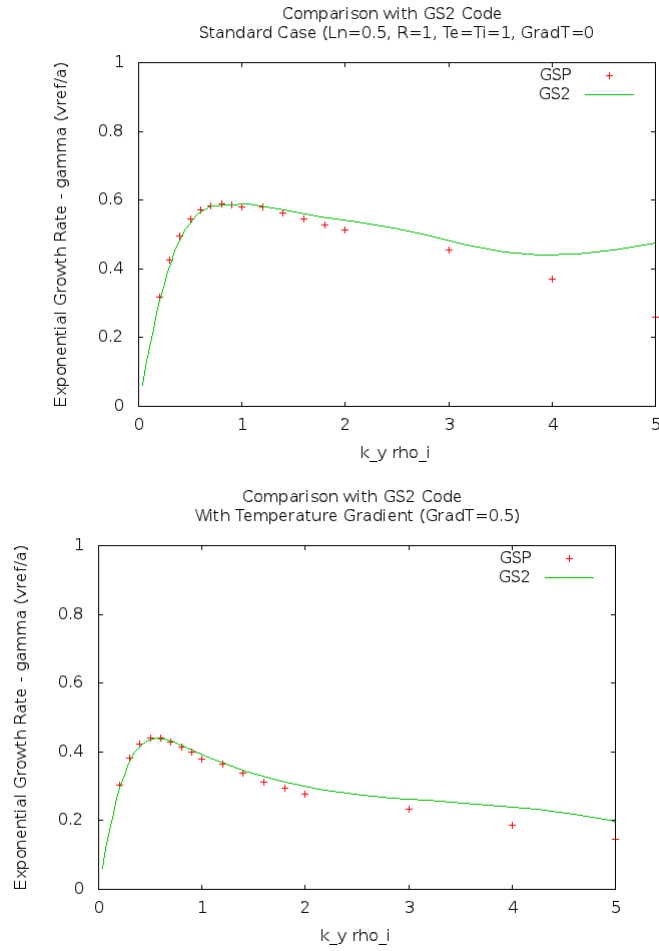 Comparison with GS2 Code
Standard Case (Ln=0.5, R=1, Te=Ti=1, GradT=0
1
0.8
0.6
0.4
0.2
0
Exponential Growth Rate - gamma (vref/a)
GSP
GS2
0 1 2 3 4 5
k_y rho_i
Comparison with GS2 Code
With Temperature Gradient (GradT=0.5)
1
0.8
0.6
0.4
0.2
0
Exponential Growth Rate - gamma (vref/a)
GSP
GS2
0 1 2 3 4 5
k_y rho_i